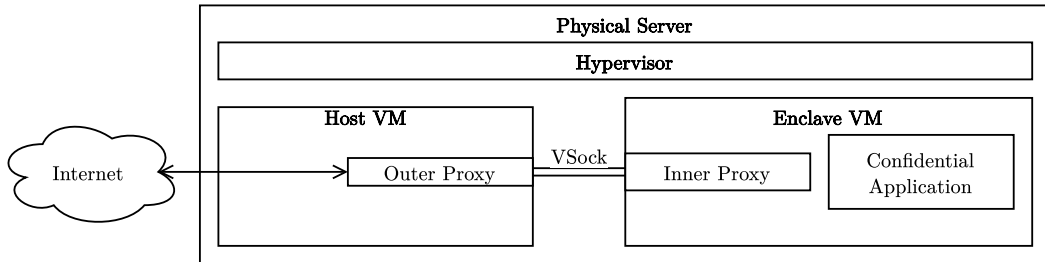 Physical Server
Hypervisor
Host VM
Enclave VM
Internet
Outer Proxy
VSock
Inner Proxy
Confidential
Application